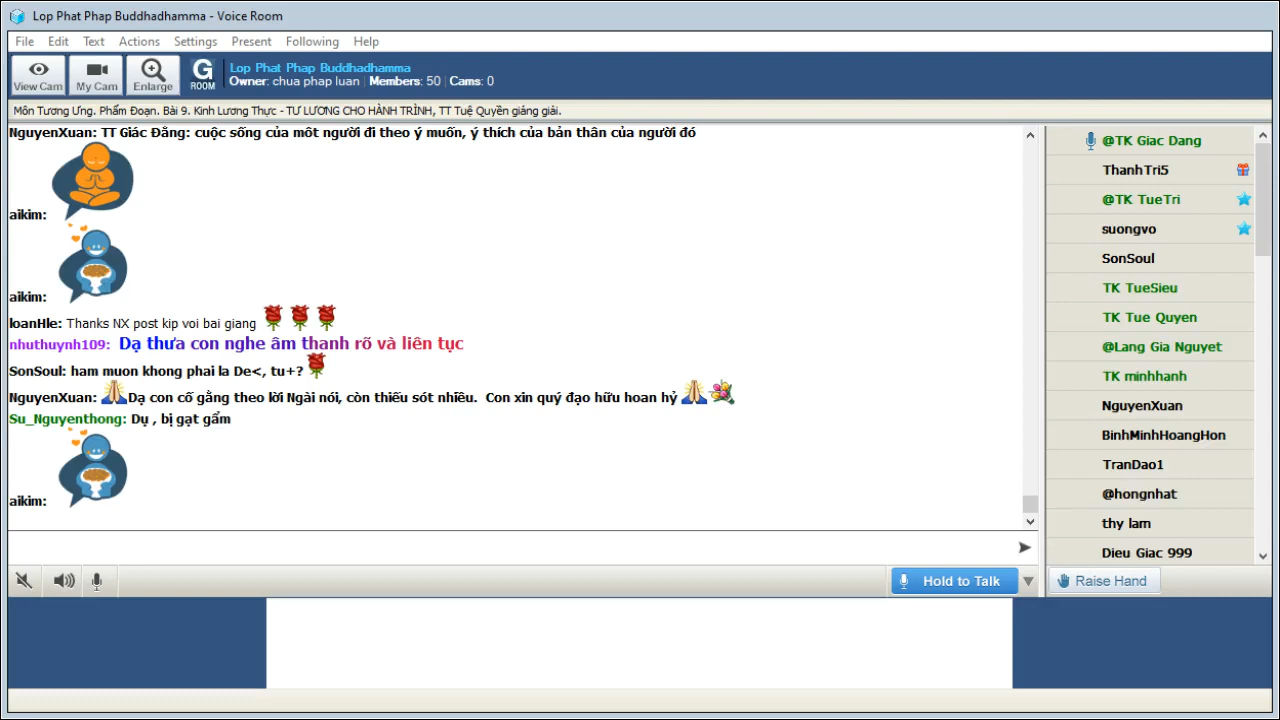 Lop Phat Phap Buddhadhamma - Voice Room
File Edit Text Actions Settings Present Following Help
View Cam My Cam Enlarge G ROOM
Lop Phat Phap Buddhadhamma
Owner: chua phap luan | Members: 50 | Cams: 0
Môn Tương Ưng. Phẩm Đoạn. Bài 9. Kinh Lương Thực - TƯ LƯƠNG CHO HÀNH TRÌNH, TT Tuệ Quyền giảng giải.
NguyenXuan: TT Giác Đẳng: cuộc sống của môt người đi theo ý muốn, ý thích của bản thân của người đó
aikim:
aikim:
loanHle: Thanks NX post kip voi bai giang
nhuthuynh109: Dạ thưa con nghe âm thanh rõ và liên tục
SonSoul: ham muon khong phai la De<, tu+?
NguyenXuan: Dạ con cố gằng theo lời Ngài nói, còn thiếu sót nhiều. Con xin quý đạo hữu hoan hỷ
Su_Nguyenthong: Dụ , bị gạt gẩm
aikim:
@TK Giac Dang
ThanhTri5
@TK TueTri
suongvo
SonSoul
TK TueSieu
TK Tue Quyen
@Lang Gia Nguyet
TK minhhanh
NguyenXuan
BinhMinhHoangHon
TranDao1
@hongnhat
thy lam
Dieu Giac 999
Hold to Talk
Raise Hand